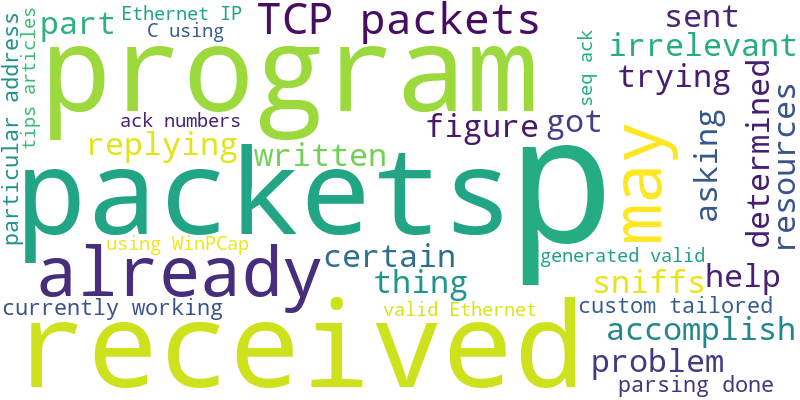 Ethernet IP
TCP packets
sent
part
C using
program
irrelevant
particular address
tips articles
seq ack
trying
ack numbers
figure
got
replying
written
packets
p
may
asking
determined
resources
using WinPCap
already
certain
generated valid
thing
sniffs
help
currently working
received
valid Ethernet
custom tailored
accomplish
problem
parsing done